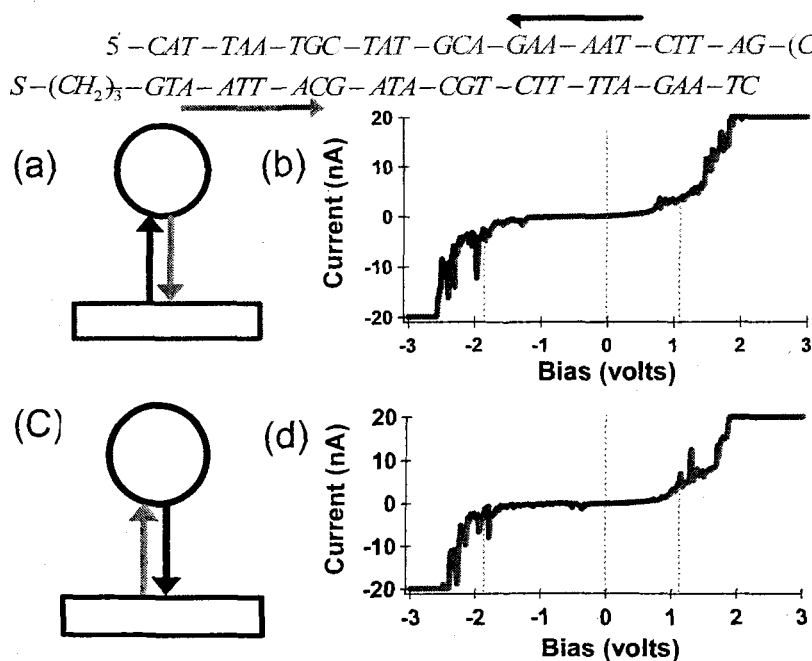 5' - CAT - TAA - TGC - TAT - GCA - GAA - AAT - CTT - AG - (C
S - (CH2)3 - GTA - ATT - ACG - ATA - CGT - CTT - TTA - GAA - TC
(a)
(b)
20
10
0
-10
-20
Current (nA)
-3 -2 -1 0 1 2 3
Bias (volts)
(C)
(d)
20
10
0
-10
-20
Current (nA)
-3 -2 -1 0 1 2 3
Bias (volts)